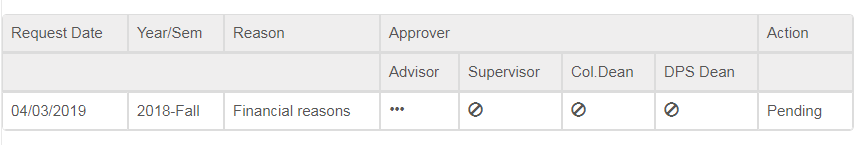 Request Date Year/Sem Reason Approver Action
Advisor Supervisor Col.Dean DPS Dean
04/03/2019 2018-Fall Financial reasons ••• Pending